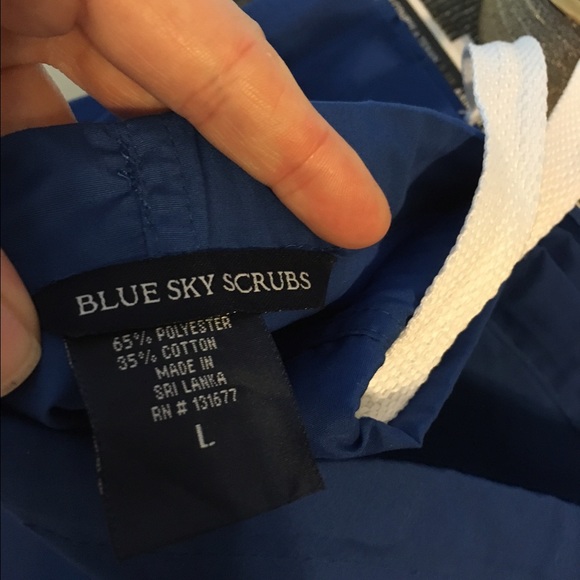 BLUE SKY SCRUBS
65% POLYESTER
35% COTTON
MADE IN
SRI LANKA
RN # 131677
L